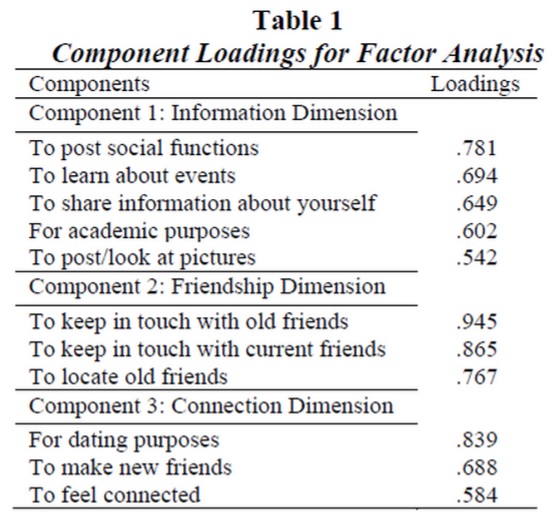 Table 1
Component Loadings for Factor Analysis
Components Loadings
Component 1: Information Dimension
To post social functions .781
To learn about events .694
To share information about yourself .649
For academic purposes .602
To post/look at pictures .542
Component 2: Friendship Dimension
To keep in touch with old friends .945
To keep in touch with current friends .865
To locate old friends .767
Component 3: Connection Dimension
For dating purposes .839
To make new friends .688
To feel connected .584